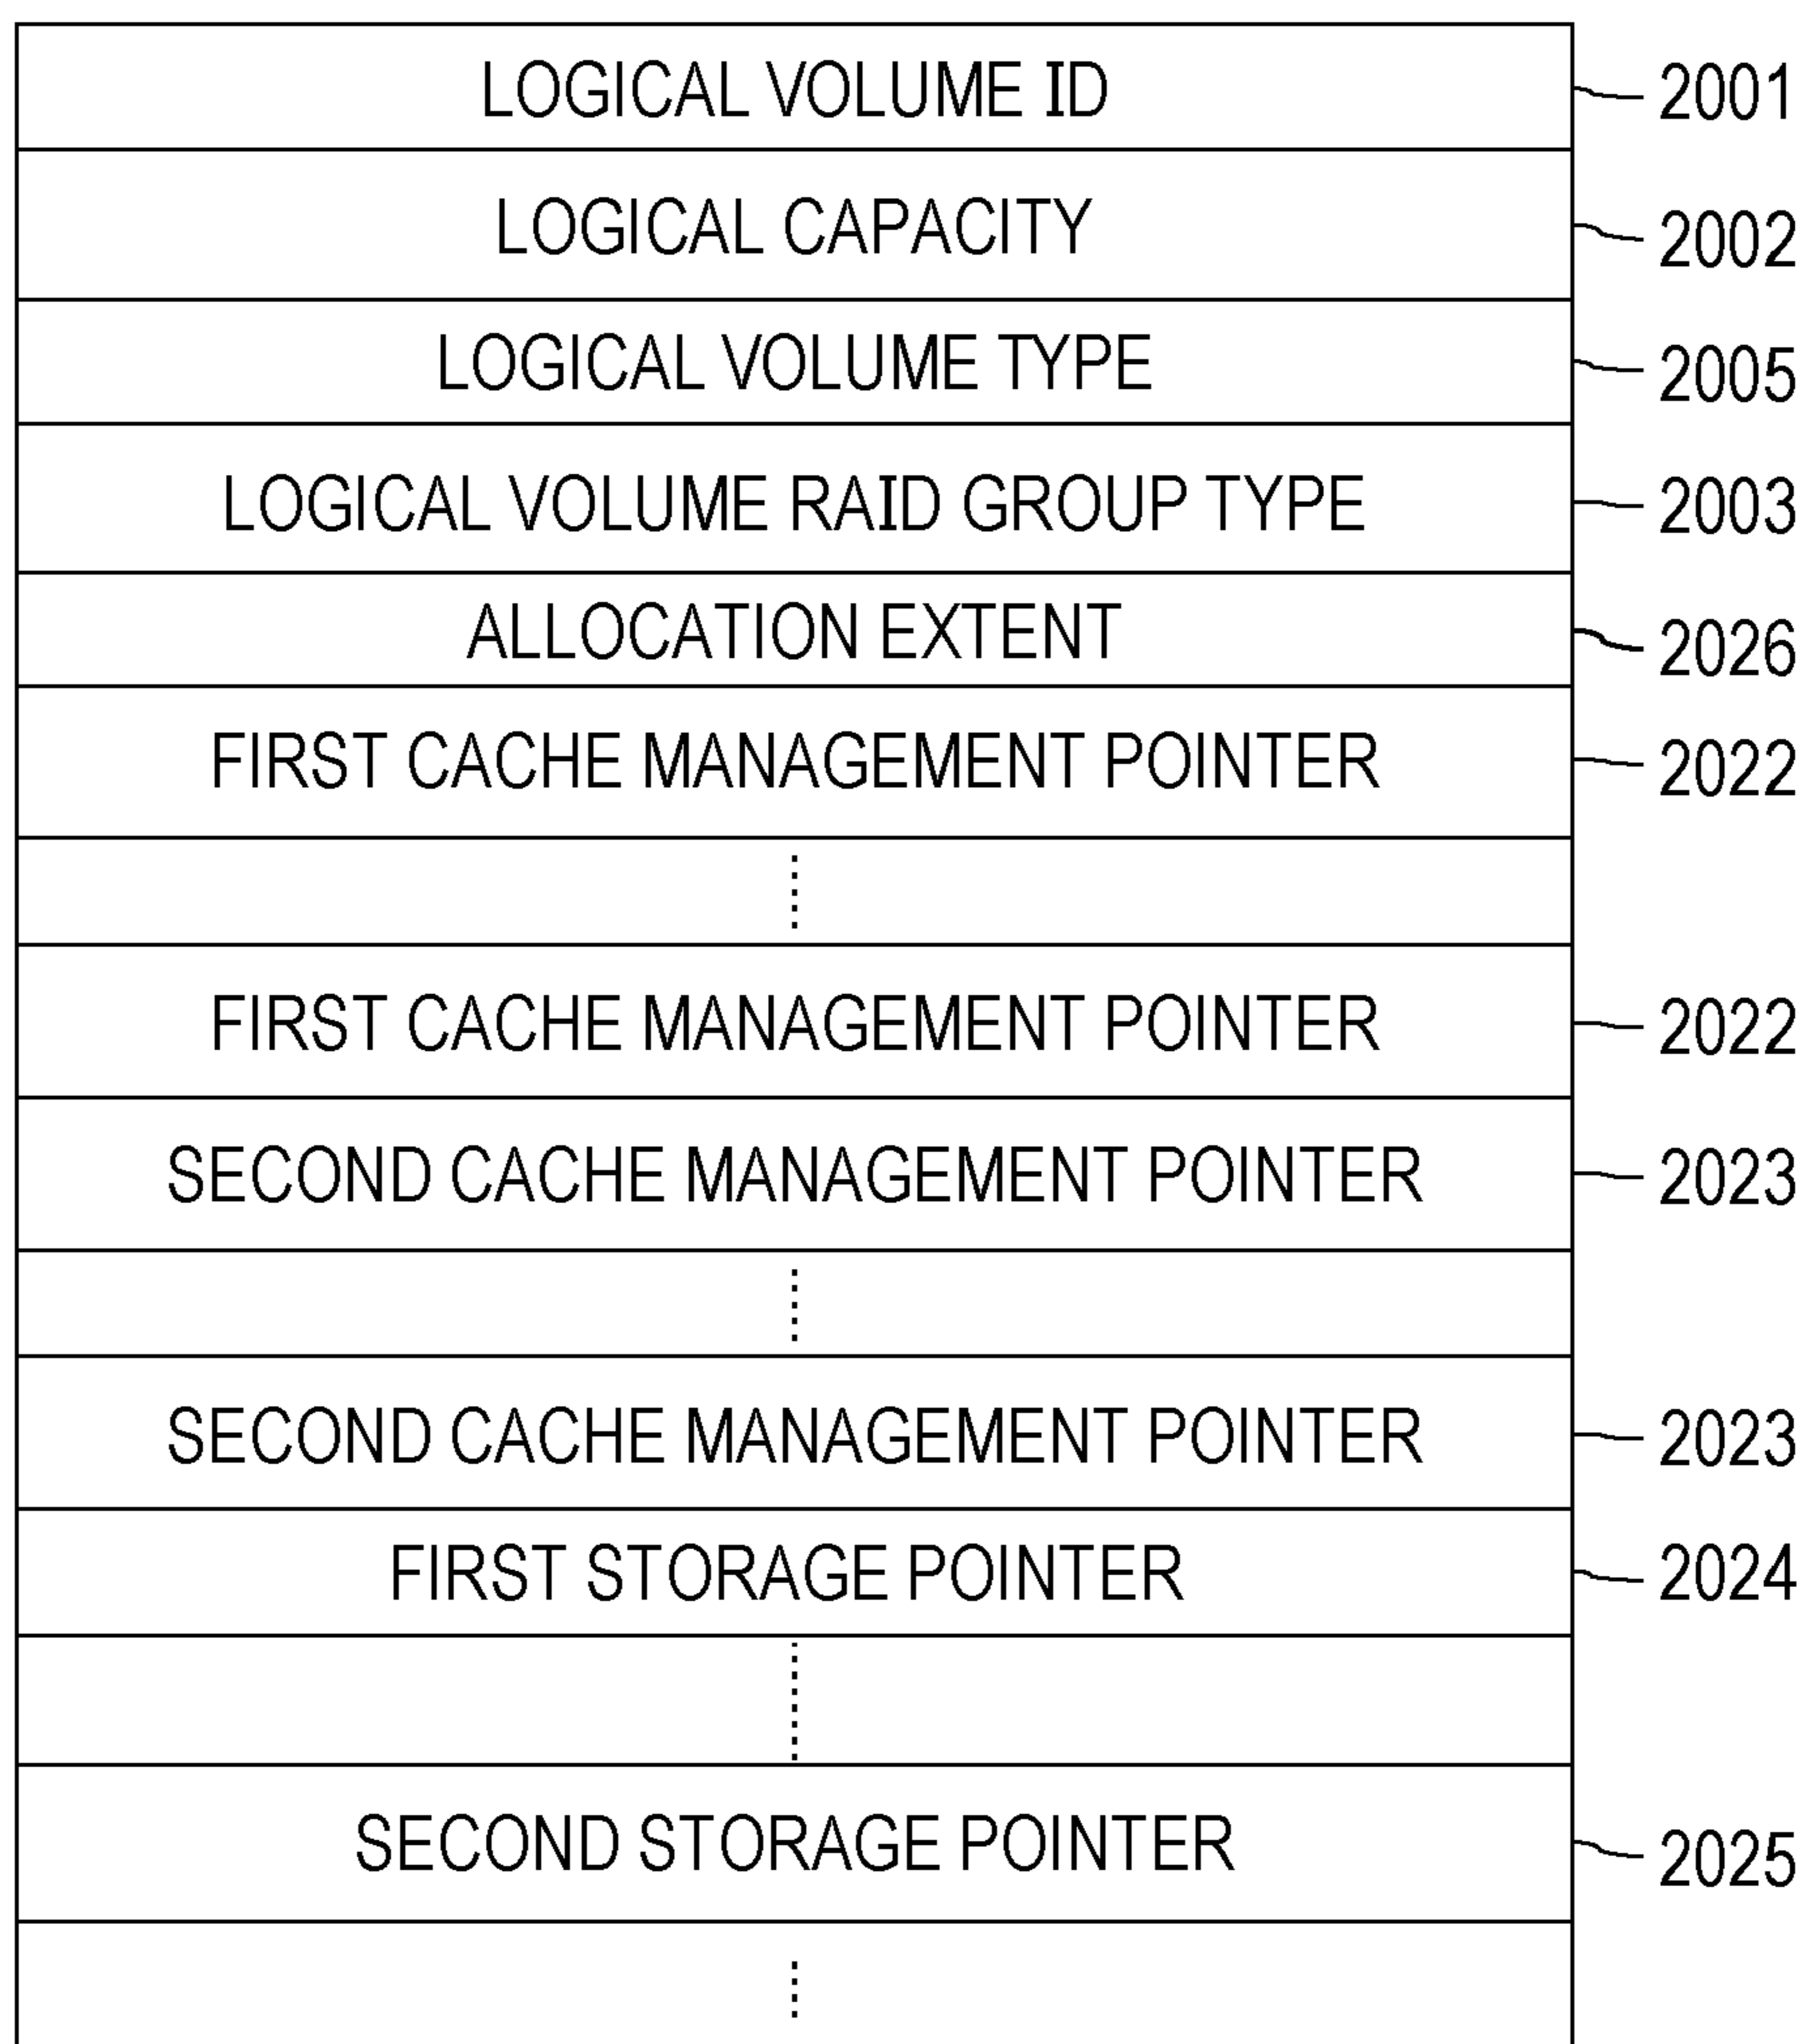 LOGICAL VOLUME ID 2001
LOGICAL CAPACITY 2002
LOGICAL VOLUME TYPE 2005
LOGICAL VOLUME RAID GROUP TYPE 2003
ALLOCATION EXTENT 2026
FIRST CACHE MANAGEMENT POINTER 2022
FIRST CACHE MANAGEMENT POINTER 2022
SECOND CACHE MANAGEMENT POINTER 2023
SECOND CACHE MANAGEMENT POINTER 2023
FIRST STORAGE POINTER 2024
SECOND STORAGE POINTER 2025